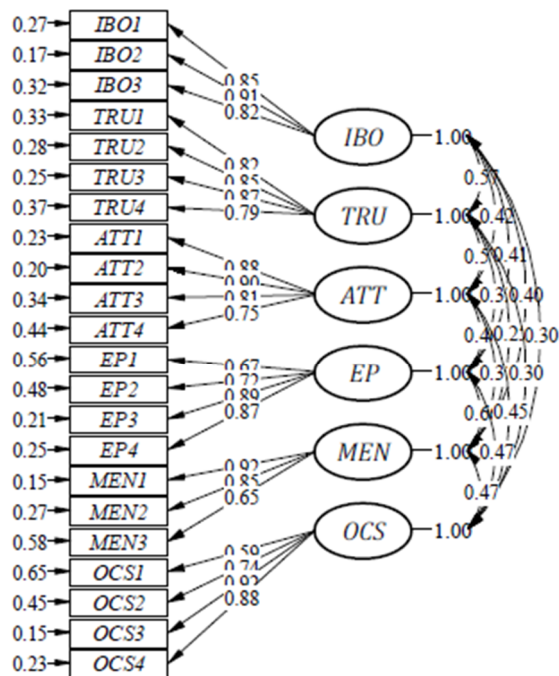 0.27 IBO1
0.17 IBO2
0.32 IBO3
0.33 TRU1
0.28 TRU2
0.25 TRU3
0.37 TRU4
0.23 ATT1
0.20 ATT2
0.34 ATT3
0.44 ATT4
0.56 EP1
0.48 EP2
0.21 EP3
0.25 EP4
0.15 MEN1
0.27 MEN2
0.58 MEN3
0.65 OCS1
0.45 OCS2
0.15 OCS3
0.23 OCS4
0.85
0.91
0.82
0.82
0.85
0.87
0.79
0.88
0.90
0.81
0.75
0.67
0.72
0.89
0.87
0.92
0.85
0.65
0.59
0.74
0.92
0.88
IBO 1.00
TRU 1.00
ATT 1.00
EP 1.00
MEN 1.00
OCS 1.00
0.57
0.42
0.41
0.40
0.30
0.30
0.45
0.47
0.47